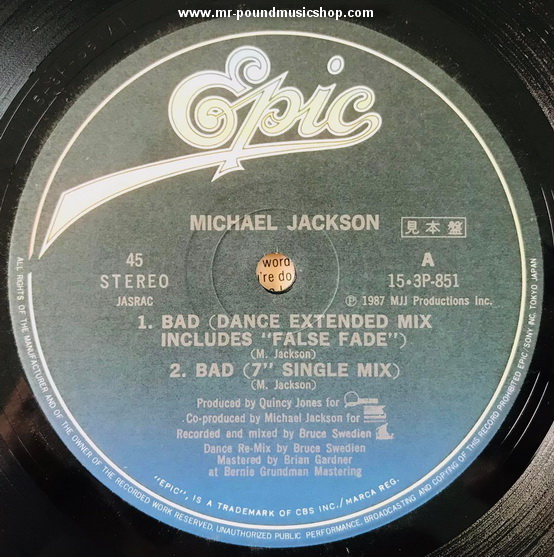 www.mr-poundmusicshop.com
Epic
MICHAEL JACKSON
見本盤
45
STEREO
JASRAC
word
're do
A
15・3P-851
Ⓟ 1987 MJJ Productions Inc.
1. BAD (DANCE EXTENDED MIX
INCLUDES "FALSE FADE")
(M. Jackson)
2. BAD (7" SINGLE MIX)
(M. Jackson)
Produced by Quincy Jones for
Co-produced by Michael Jackson for
Recorded and mixed by Bruce Swedien
Dance Re-Mix by Bruce Swedien
Mastered by Brian Gardner
at Bernie Grundman Mastering
"EPIC", IS A TRADEMARK OF CBS INC./MARCA REG.
ALL RIGHTS OF THE MANUFACTURER AND OF THE OWNER OF THE RECORDED WORK RESERVED, UNAUTHORIZED PUBLIC PERFORMANCE, BROADCASTING AND COPYING OF THIS RECORD PROHIBITED EPIC/SONY INC. TOKYO JAPAN